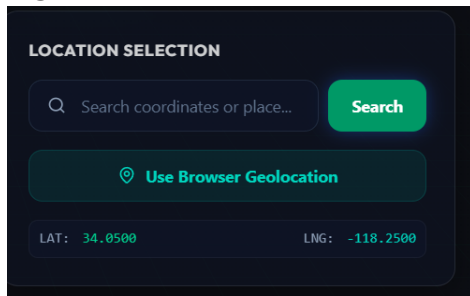 LOCATION SELECTION
Search coordinates or place... Search
Use Browser Geolocation
LAT: 34.0500 LNG: -118.2500